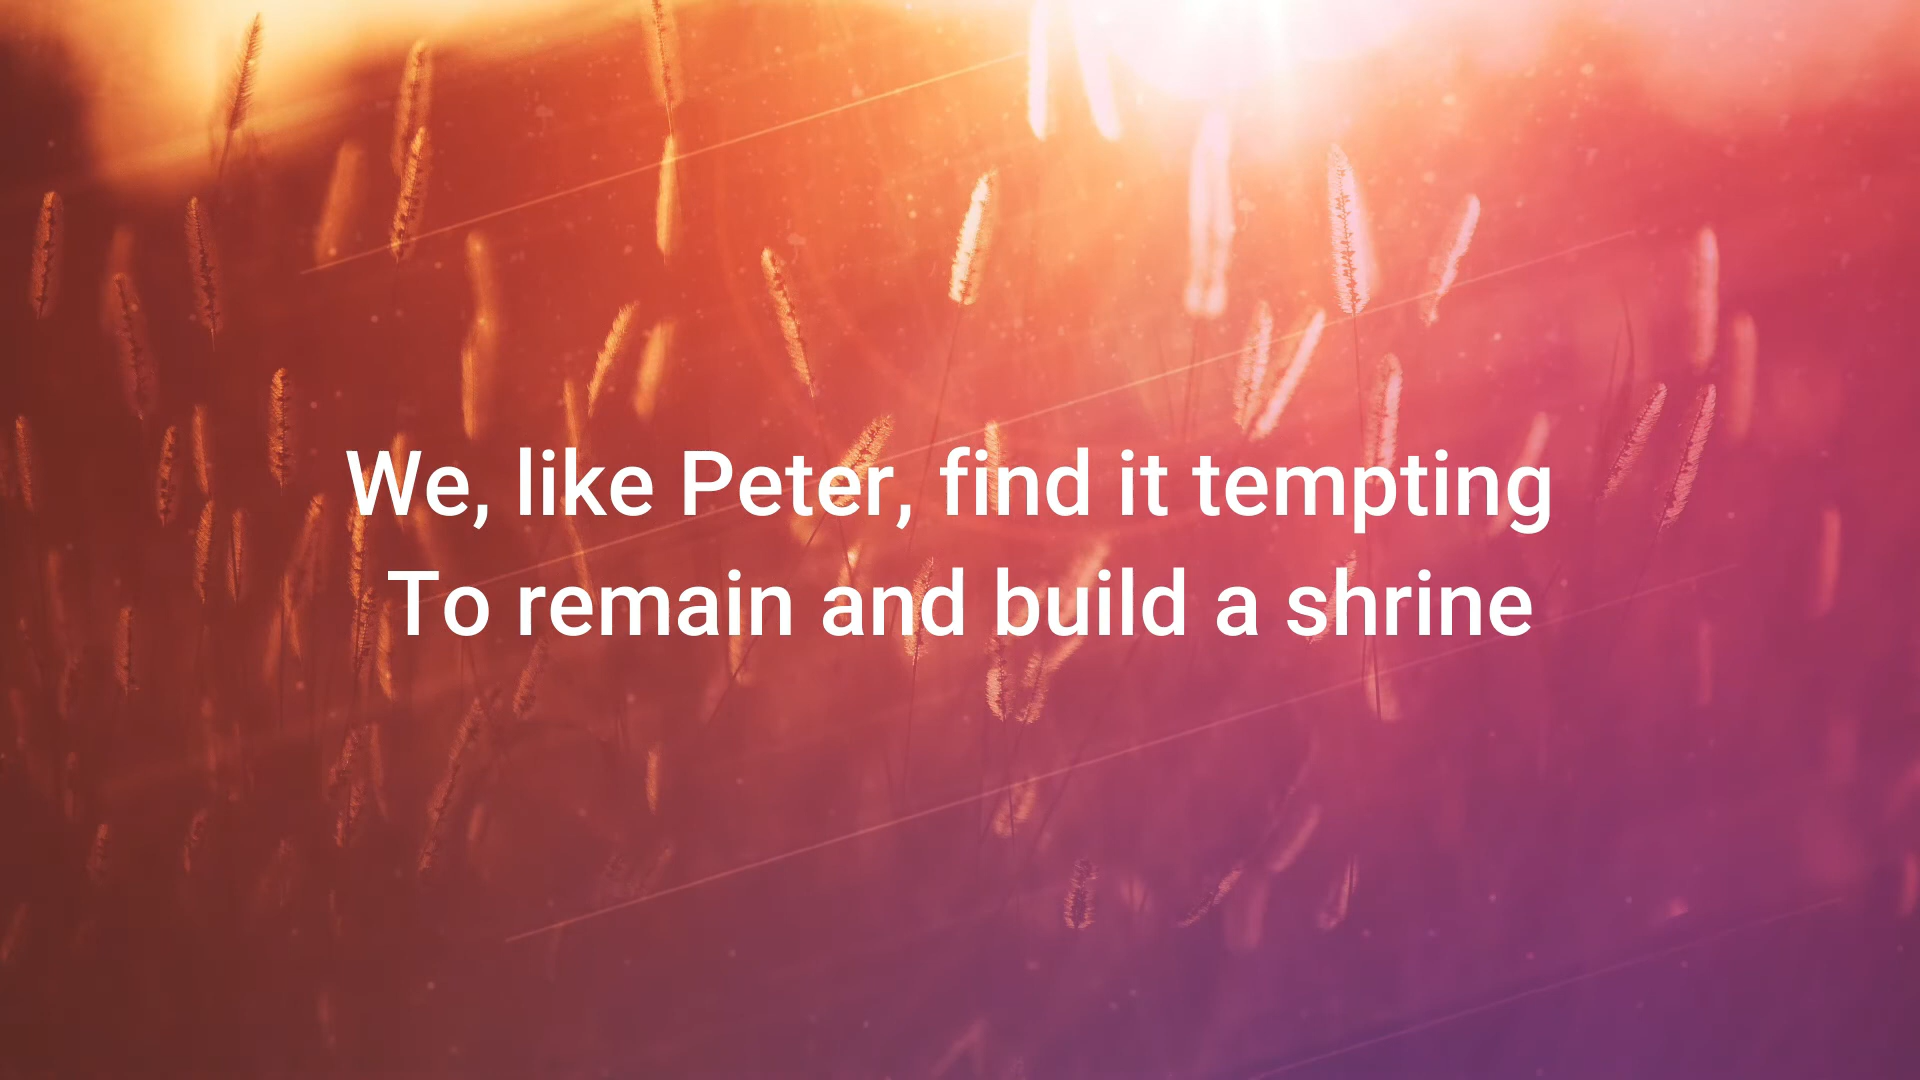 We, like Peter, find it tempting
To remain and build a shrine